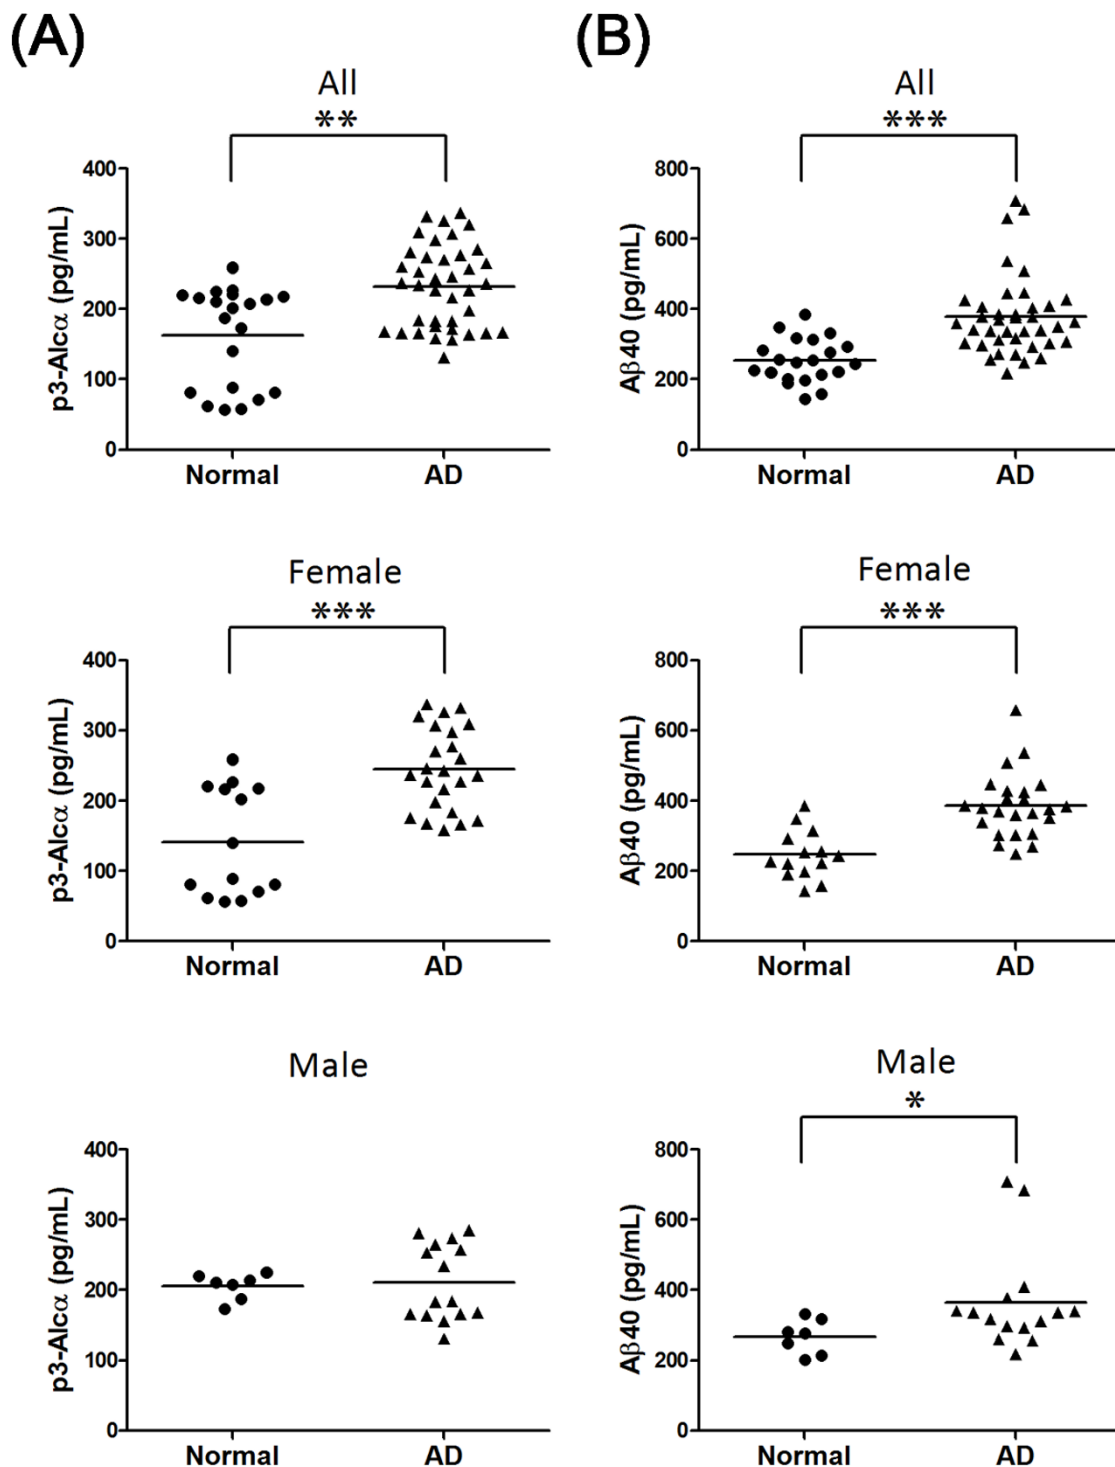 (A)
All
**
p3-Alcα (pg/mL)
400
300
200
100
0
Normal AD
(B)
All
***
Aβ40 (pg/mL)
800
600
400
200
0
Normal AD
Female
***
p3-Alcα (pg/mL)
400
300
200
100
0
Normal AD
Female
***
Aβ40 (pg/mL)
800
600
400
200
0
Normal AD
Male
p3-Alcα (pg/mL)
400
300
200
100
0
Normal AD
Male
*
Aβ40 (pg/mL)
800
600
400
200
0
Normal AD